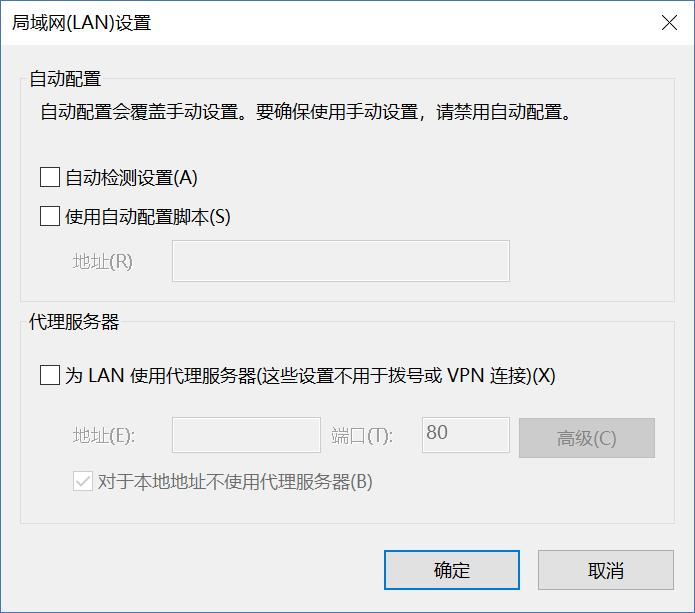 局域网(LAN)设置
自动配置
自动配置会覆盖手动设置。要确保使用手动设置，请禁用自动配置。
自动检测设置(A)
使用自动配置脚本(S)
地址(R)
代理服务器
为 LAN 使用代理服务器(这些设置不用于拨号或 VPN 连接)(X)
地址(E): 端口(T): 80 高级(C)
对于本地地址不使用代理服务器(B)
确定 取消